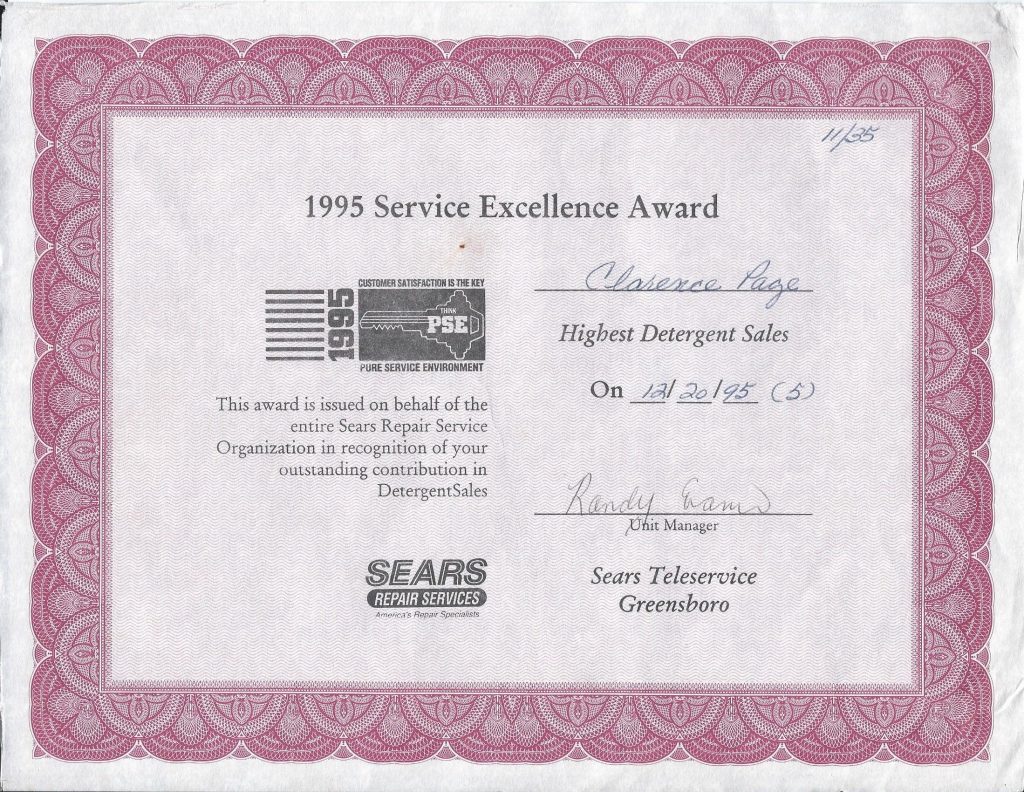 11/35
1995 Service Excellence Award
CUSTOMER SATISFACTION IS THE KEY
1995
THINK
PSE
PURE SERVICE ENVIRONMENT
This award is issued on behalf of the
entire Sears Repair Service
Organization in recognition of your
outstanding contribution in
DetergentSales
SEARS
REPAIR SERVICES
America's Repair Specialists
Clarence Page
Highest Detergent Sales
On 12/20/95 (5)
Randy Evans
Unit Manager
Sears Teleservice
Greensboro